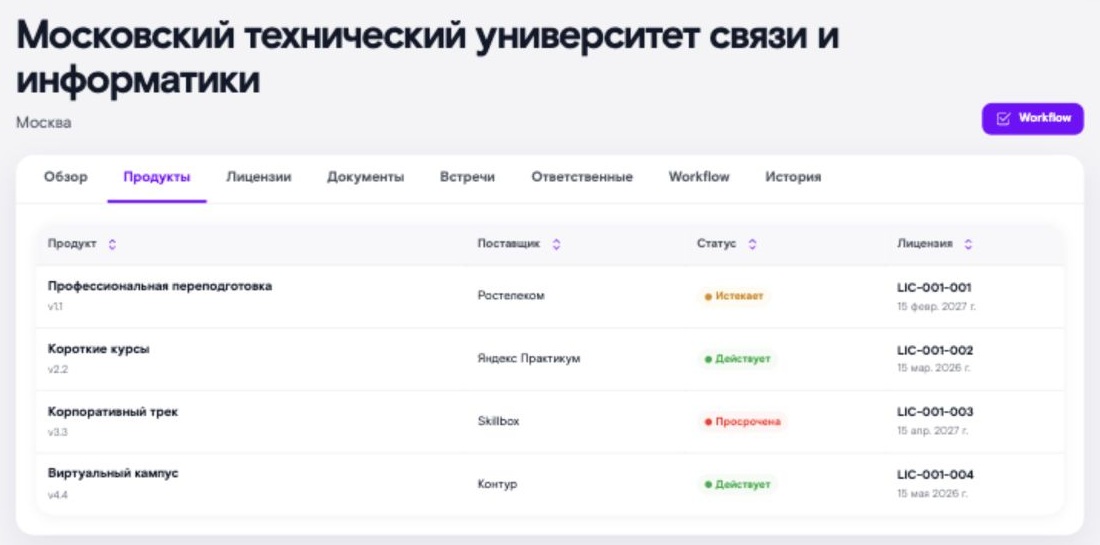 Московский технический университет связи и
информатики
Москва
Workflow
Обзор Продукты Лицензии Документы Встречи Ответственные Workflow История
Продукт Поставщик Статус Лицензия
Профессиональная переподготовка Ростелеком Истекает LIC-001-001
v1.1 15 февр. 2027 г.
Короткие курсы Яндекс Практикум Действует LIC-001-002
v2.2 15 мар. 2026 г.
Корпоративный трек Skillbox Просрочена LIC-001-003
v3.3 15 апр. 2027 г.
Виртуальный кампус Контур Действует LIC-001-004
v4.4 15 мая 2026 г.